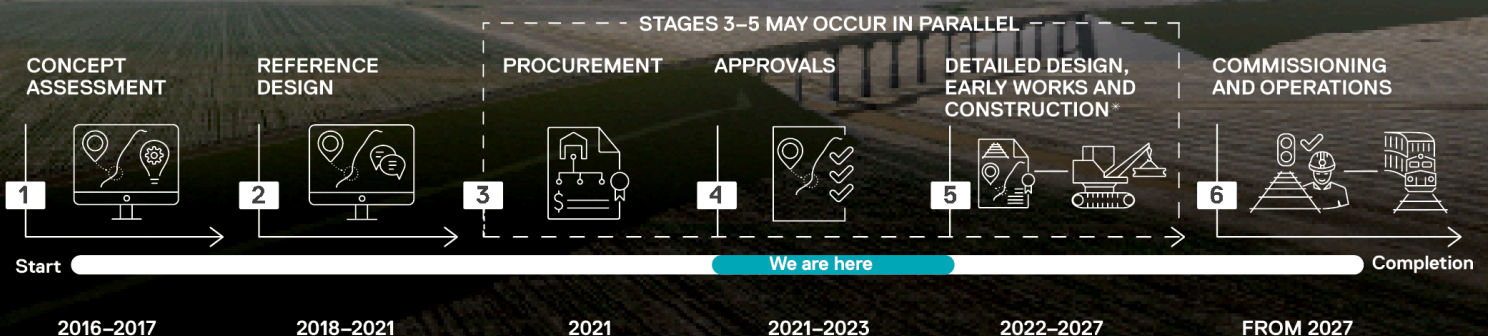 STAGES 3–5 MAY OCCUR IN PARALLEL
CONCEPT
ASSESSMENT
REFERENCE
DESIGN
PROCUREMENT
APPROVALS
DETAILED DESIGN,
EARLY WORKS AND
CONSTRUCTION*
COMMISSIONING
AND OPERATIONS
1
2
3
$
4
5
6
Start
We are here
Completion
2016–2017
2018–2021
2021
2021–2023
2022–2027
FROM 2027